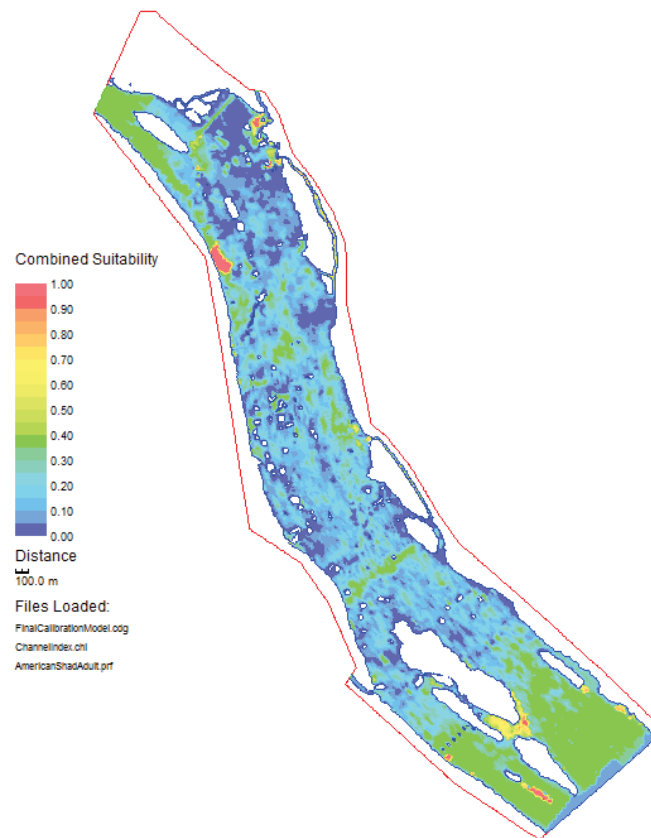 Combined Suitability
1.00
0.90
0.80
0.70
0.60
0.50
0.40
0.30
0.20
0.10
0.00
Distance
100.0 m
Files Loaded:
FinalCalibrationModel.cdg
ChannelIndex.chi
AmericanShadAdult.prf